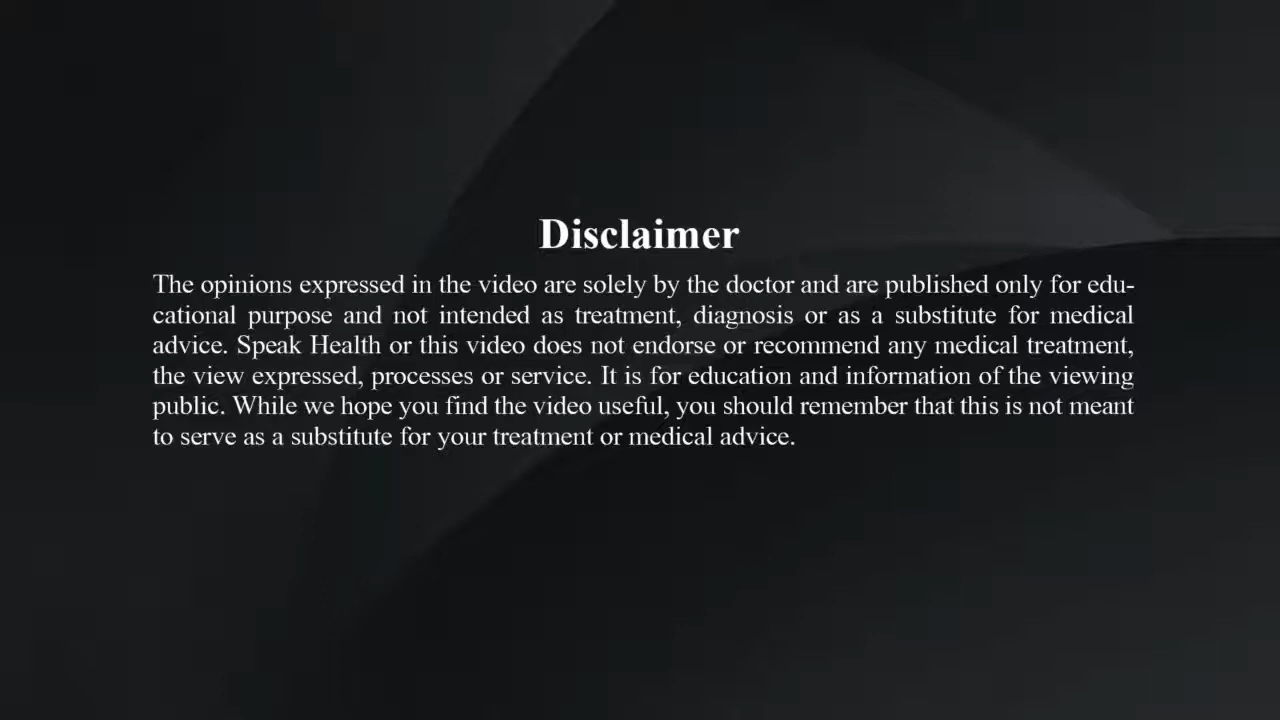 Disclaimer
The opinions expressed in the video are solely by the doctor and are published only for edu-
cational purpose and not intended as treatment, diagnosis or as a substitute for medical
advice. Speak Health or this video does not endorse or recommend any medical treatment,
the view expressed, processes or service. It is for education and information of the viewing
public. While we hope you find the video useful, you should remember that this is not meant
to serve as a substitute for your treatment or medical advice.